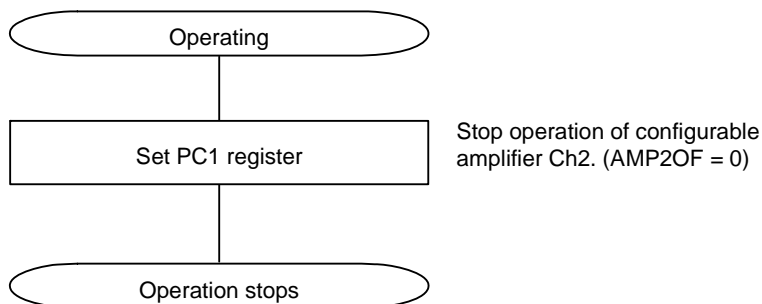 Operating
Set PC1 register
Stop operation of configurable
amplifier Ch2. (AMP2OF = 0)
Operation stops